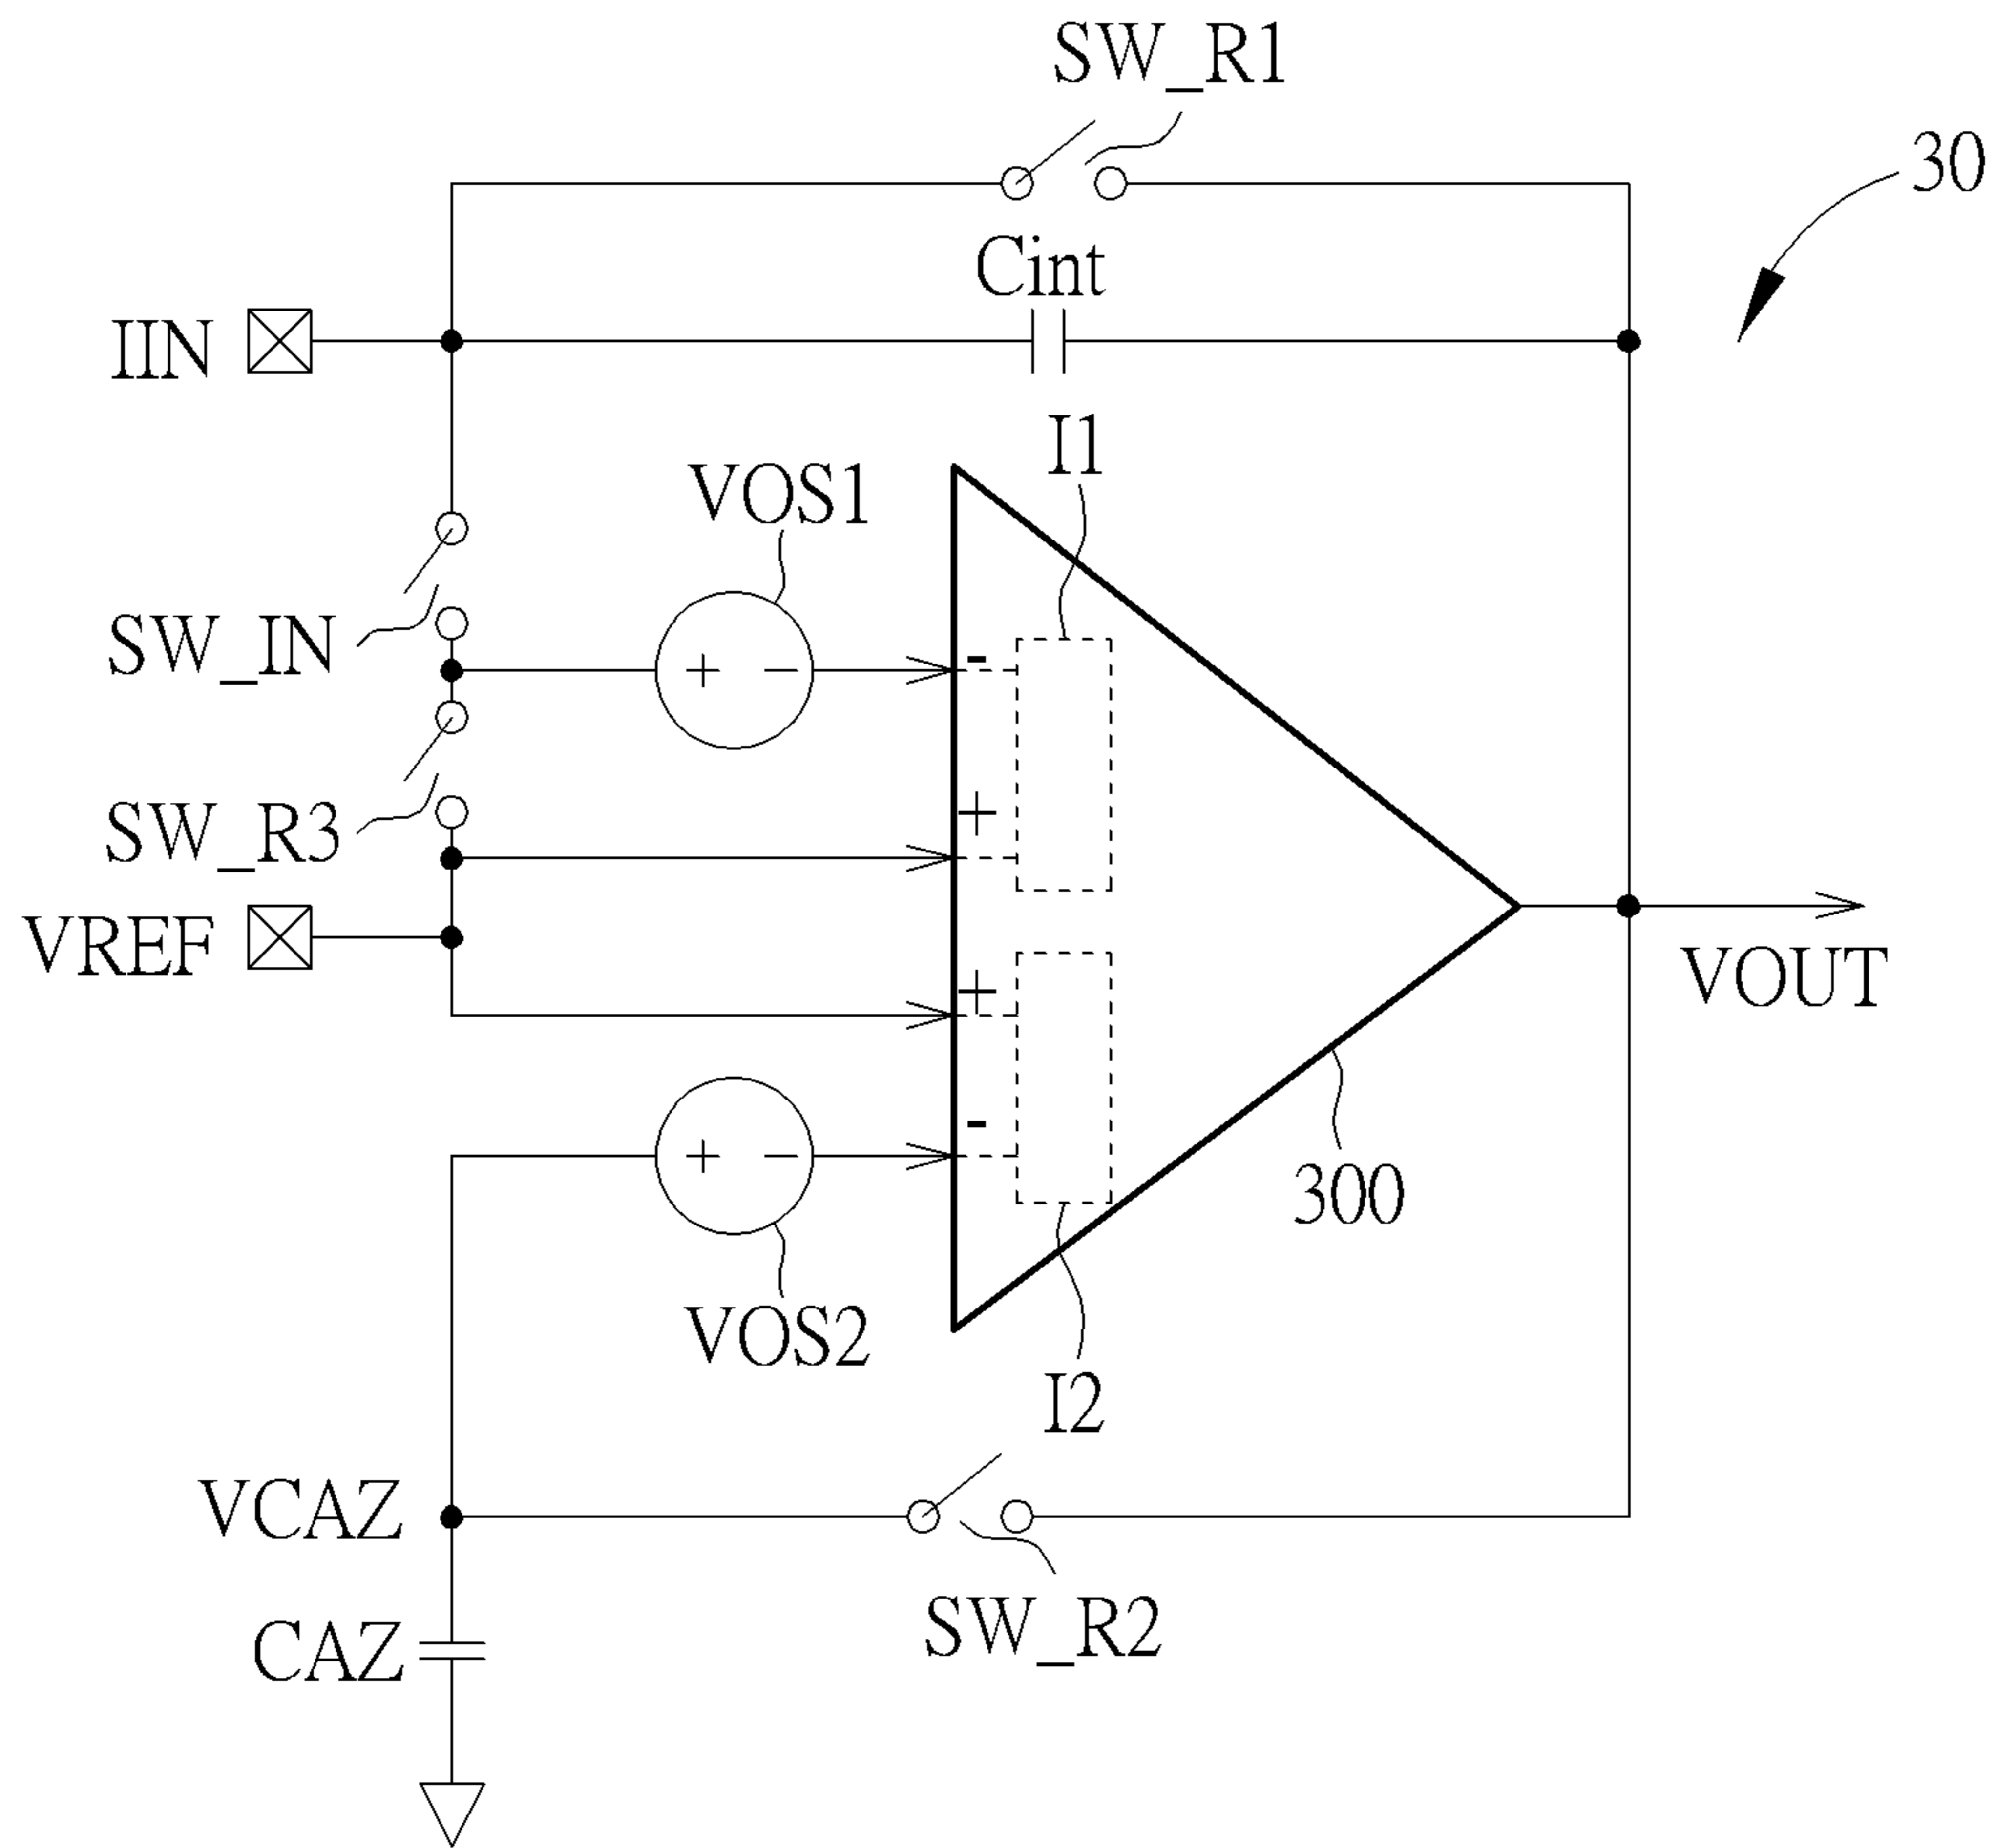 SW_R1
30
Cint
IIN
I1
VOS1
-
SW_IN
+ −
+
SW_R3
VREF
+
VOUT
-
+ −
300
VOS2
I2
VCAZ
SW_R2
CAZ